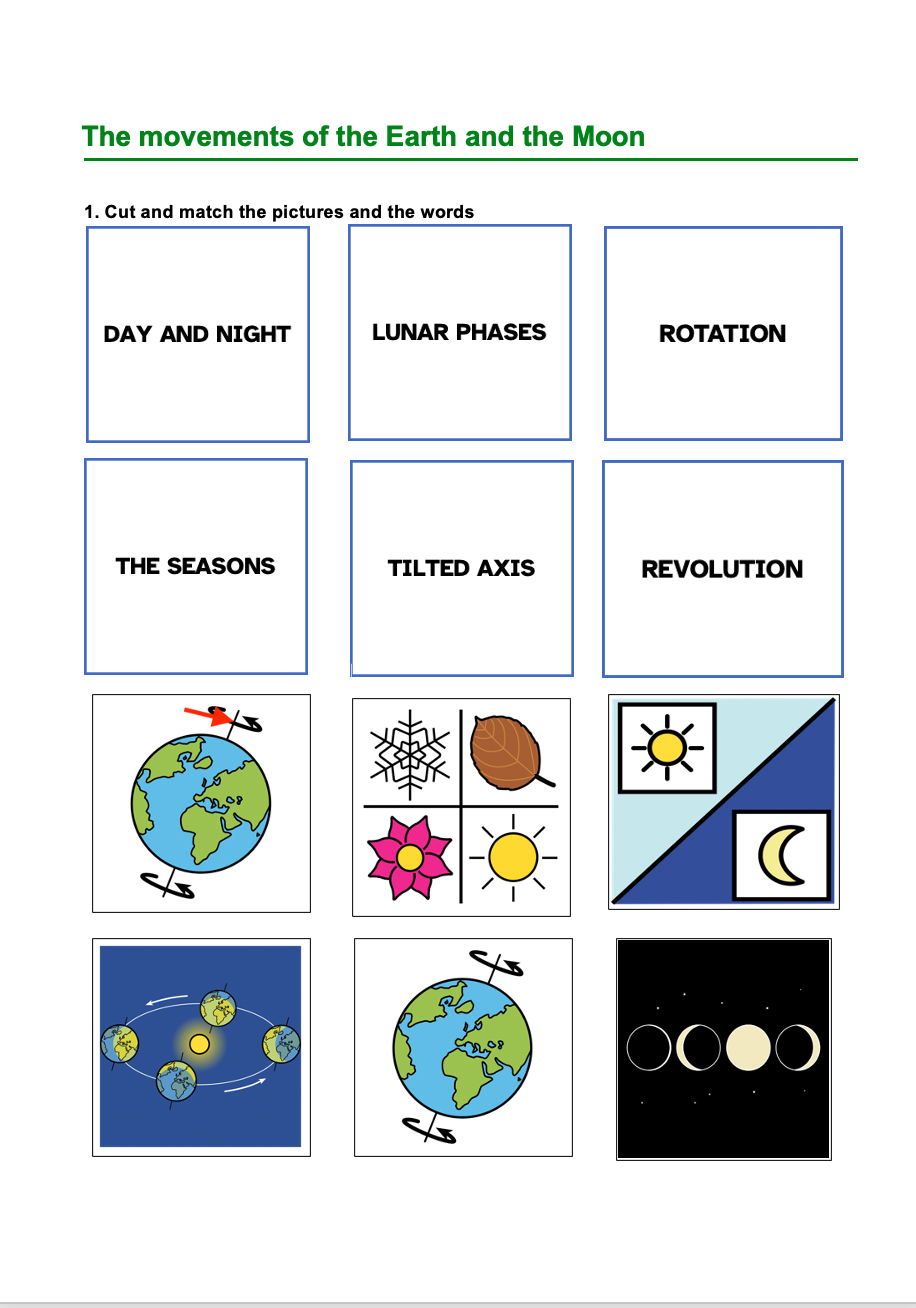 The movements of the Earth and the Moon
1. Cut and match the pictures and the words
DAY AND NIGHT
LUNAR PHASES
ROTATION
THE SEASONS
TILTED AXIS
REVOLUTION